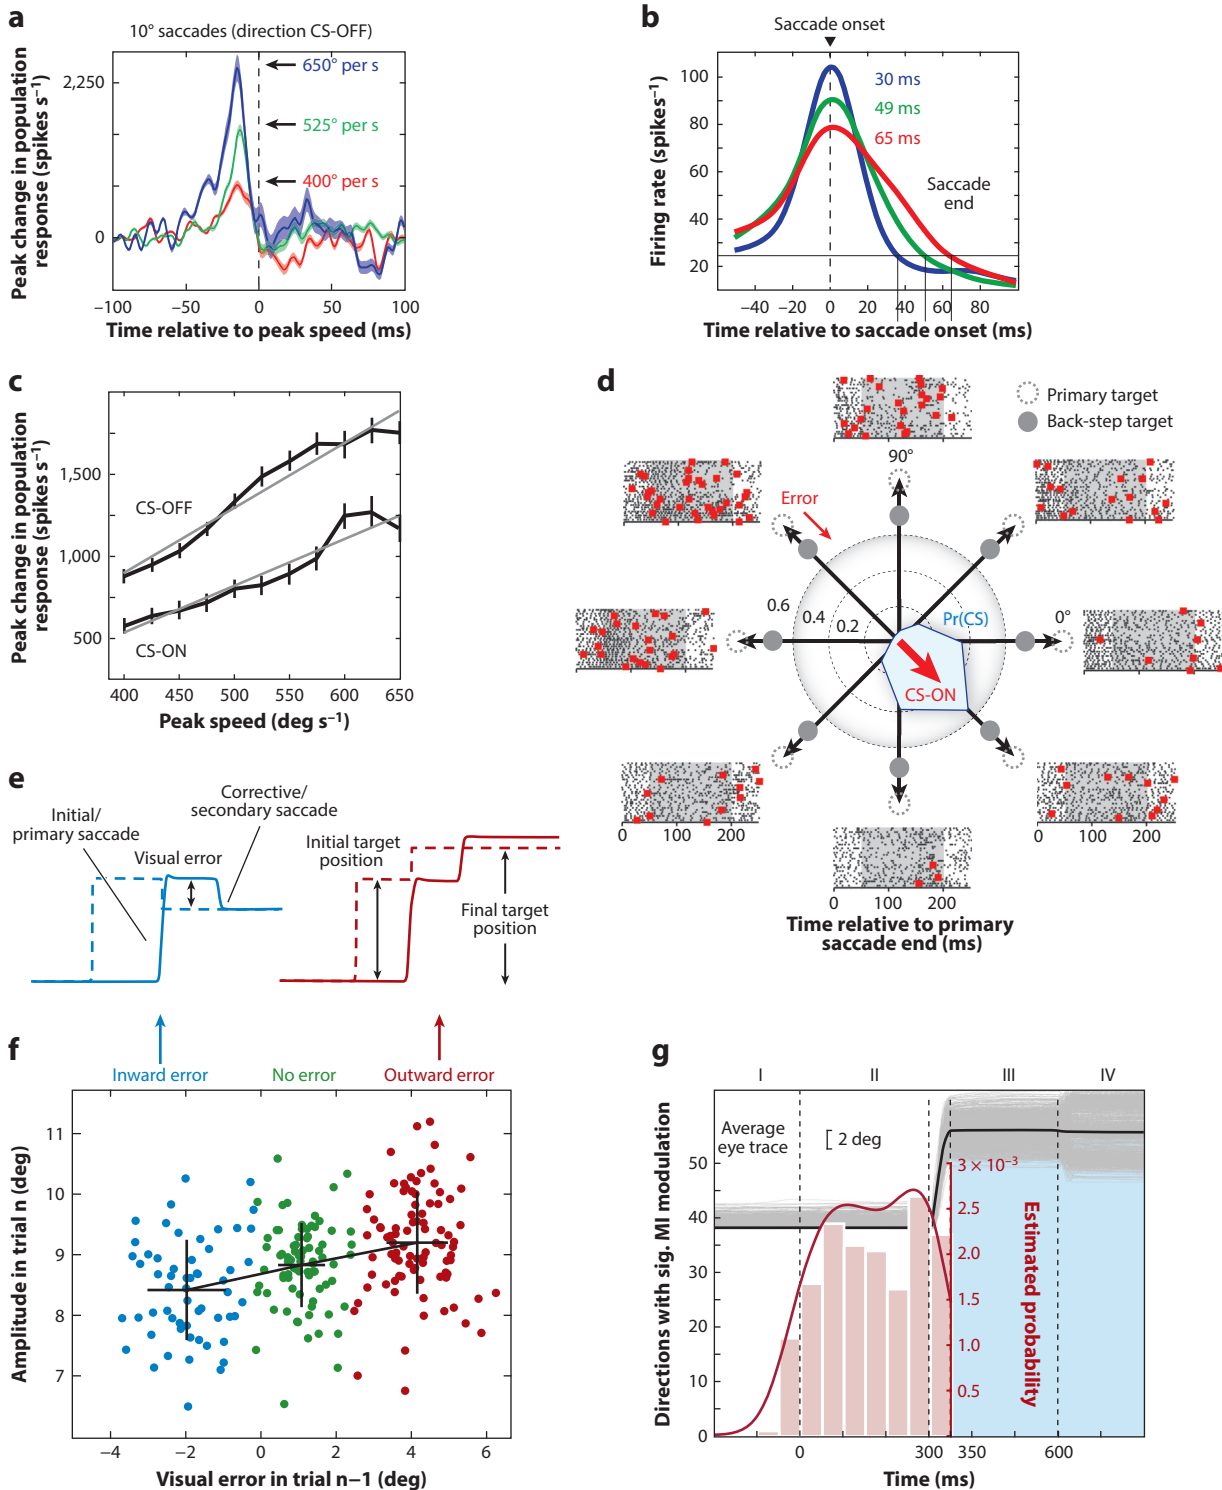 a
10° saccades (direction CS-OFF)
Peak change in population
response (spikes s⁻¹)
2,250
0
650° per s
525° per s
400° per s
−100
−50
0
50
100
Time relative to peak speed (ms)
b
Saccade onset
Firing rate (spikes⁻¹)
100
80
60
40
20
30 ms
49 ms
65 ms
Saccade
end
−40
−20
0
20
40
60
80
Time relative to saccade onset (ms)
c
Peak change in population
response (spikes s⁻¹)
1,500
1,000
500
CS-OFF
CS-ON
400
450
500
550
600
650
Peak speed (deg s⁻¹)
d
Primary target
Back-step target
90°
Error
0.6
0.4
0.2
Pr(CS)
0°
CS-ON
0
100
200
0
100
200
0
100
200
Time relative to primary
saccade end (ms)
e
Initial/
primary saccade
Corrective/
secondary saccade
Visual error
Initial target
position
Final target
position
f
Inward error
No error
Outward error
Amplitude in trial n (deg)
11
10
9
8
7
−4
−2
0
2
4
6
Visual error in trial n−1 (deg)
g
I
II
III
IV
Directions with sig. MI modulation
50
40
30
20
10
0
Average
eye trace
2 deg
3 × 10⁻³
2.5
2.0
1.5
1.0
0.5
Estimated probability
0
300
350
600
Time (ms)